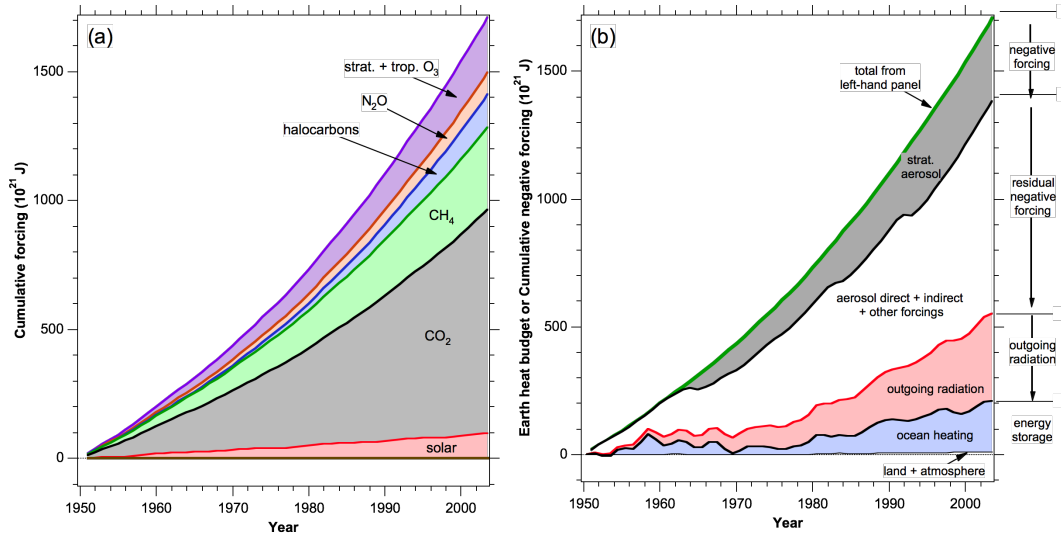 (a)
strat. + trop. O3
N2O
halocarbons
CH4
CO2
solar
Cumulative forcing (10^21 J)
1500
1000
500
0
1950
1960
1970
1980
1990
2000
Year
(b)
total from
left-hand panel
strat.
aerosol
aerosol direct + indirect
+ other forcings
outgoing radiation
ocean heating
land + atmosphere
Earth heat budget or Cumulative negative forcing (10^21 J)
1500
1000
500
0
1950
1960
1970
1980
1990
2000
Year
negative
forcing
residual
negative
forcing
outgoing
radiation
energy
storage